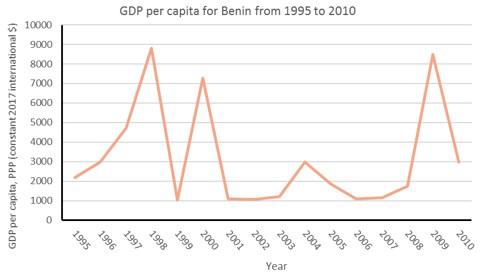 GDP per capita for Benin from 1995 to 2010
GDP per capita, PPP (constant 2017 international $)
10000
9000
8000
7000
6000
5000
4000
3000
2000
1000
0
1995 1996 1997 1998 1999 2000 2001 2002 2003 2004 2005 2006 2007 2008 2009 2010
Year